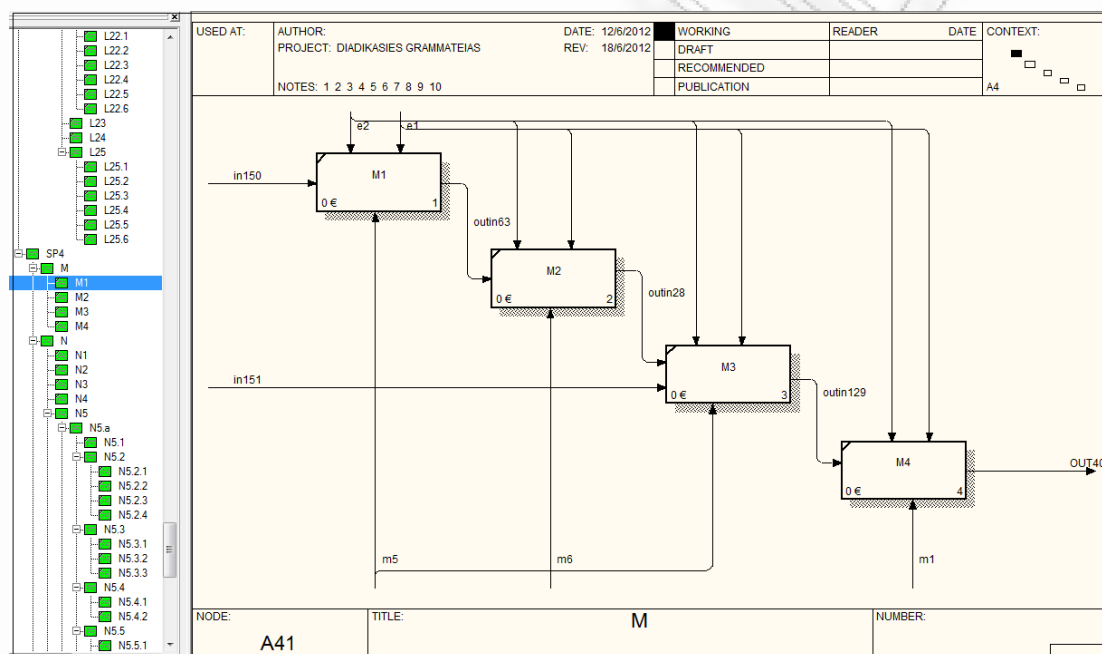 L22.1
L22.2
L22.3
L22.4
L22.5
L22.6
L23
L24
L25
L25.1
L25.2
L25.3
L25.4
L25.5
L25.6
SP4
M
M1
M2
M3
M4
N
N1
N2
N3
N4
N5
N5.a
N5.1
N5.2
N5.2.1
N5.2.2
N5.2.3
N5.2.4
N5.3
N5.3.1
N5.3.2
N5.3.3
N5.4
N5.4.1
N5.4.2
N5.5
N5.5.1
USED AT:
AUTHOR:
PROJECT: DIADIKASIES GRAMMATEIAS
NOTES: 1 2 3 4 5 6 7 8 9 10
DATE: 12/6/2012
REV: 18/6/2012
WORKING
DRAFT
RECOMMENDED
PUBLICATION
READER DATE
CONTEXT:
A4
e2
e1
in150
M1
0 € 1
outin63
M2
0 € 2
outin28
in151
M3
0 € 3
outin129
M4
0 € 4
OUT40
m5
m6
m1
NODE:
A41
TITLE:
M
NUMBER: